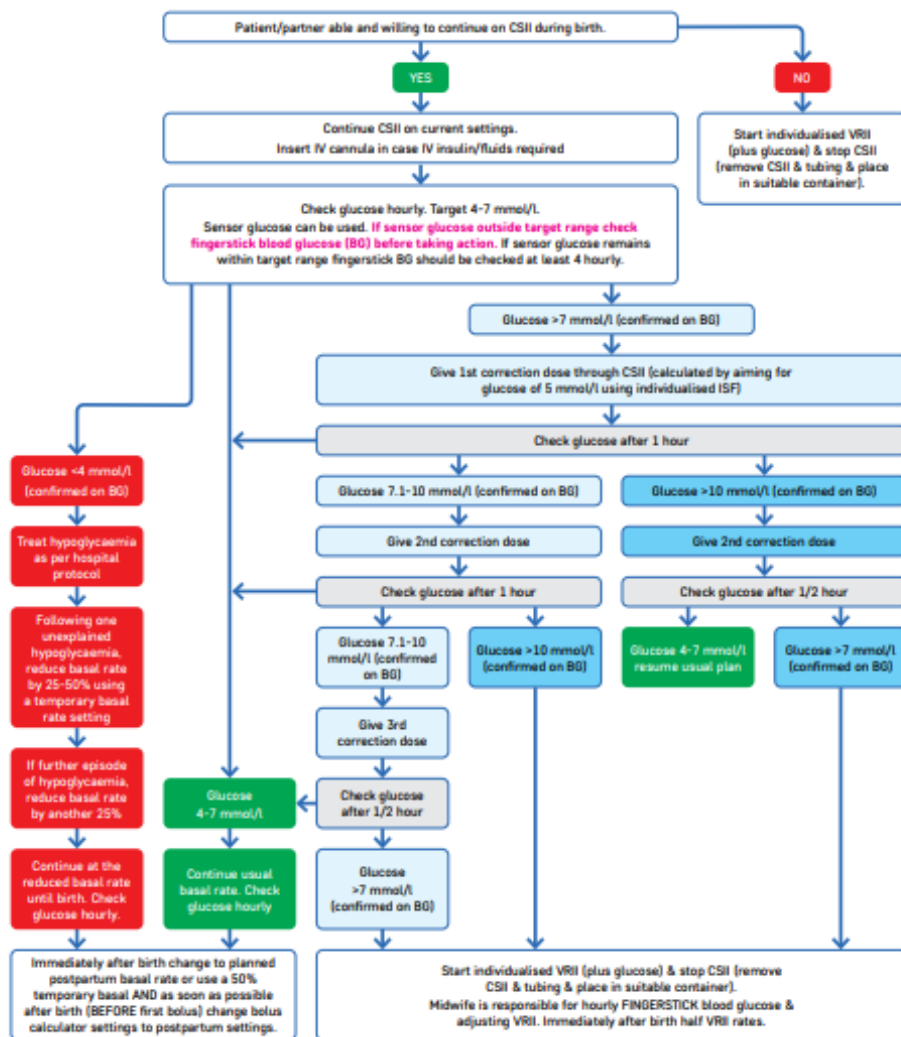 Patient/partner able and willing to continue on CSII during birth.
YES
NO
Continue CSII on current settings.
Insert IV cannula in case IV insulin/fluids required
Start individualised VRII
(plus glucose) & stop CSII
(remove CSII & tubing & place
in suitable container).
Check glucose hourly. Target 4-7 mmol/l.
Sensor glucose can be used. If sensor glucose outside target range check
fingerstick blood glucose (BG) before taking action. If sensor glucose remains
within target range fingerstick BG should be checked at least 4 hourly.
Glucose >7 mmol/l (confirmed on BG)
Give 1st correction dose through CSII (calculated by aiming for
glucose of 5 mmol/l using individualised ISF)
Check glucose after 1 hour
Glucose <4 mmol/l
(confirmed on BG)
Glucose 7.1-10 mmol/l (confirmed on BG)
Glucose >10 mmol/l (confirmed on BG)
Treat hypoglycaemia
as per hospital
protocol
Give 2nd correction dose
Give 2nd correction dose
Check glucose after 1 hour
Check glucose after 1/2 hour
Following one
unexplained
hypoglycaemia,
reduce basal rate
by 25-50% using
a temporary basal
rate setting
Glucose 7.1-10
mmol/l (confirmed
on BG)
Glucose >10 mmol/l
(confirmed on BG)
Glucose 4-7 mmol/l
resume usual plan
Glucose >7 mmol/l
(confirmed on BG)
Give 3rd
correction dose
If further episode
of hypoglycaemia,
reduce basal rate
by another 25%
Glucose
4-7 mmol/l
Check glucose
after 1/2 hour
Continue at the
reduced basal rate
until birth. Check
glucose hourly.
Continue usual
basal rate. Check
glucose hourly
Glucose
>7 mmol/l
(confirmed on BG)
Immediately after birth change to planned
postpartum basal rate or use a 50%
temporary basal AND as soon as possible
after birth (BEFORE first bolus) change bolus
calculator settings to postpartum settings.
Start individualised VRII (plus glucose) & stop CSII (remove
CSII & tubing & place in suitable container).
Midwife is responsible for hourly FINGERSTICK blood glucose &
adjusting VRII. Immediately after birth half VRII rates.